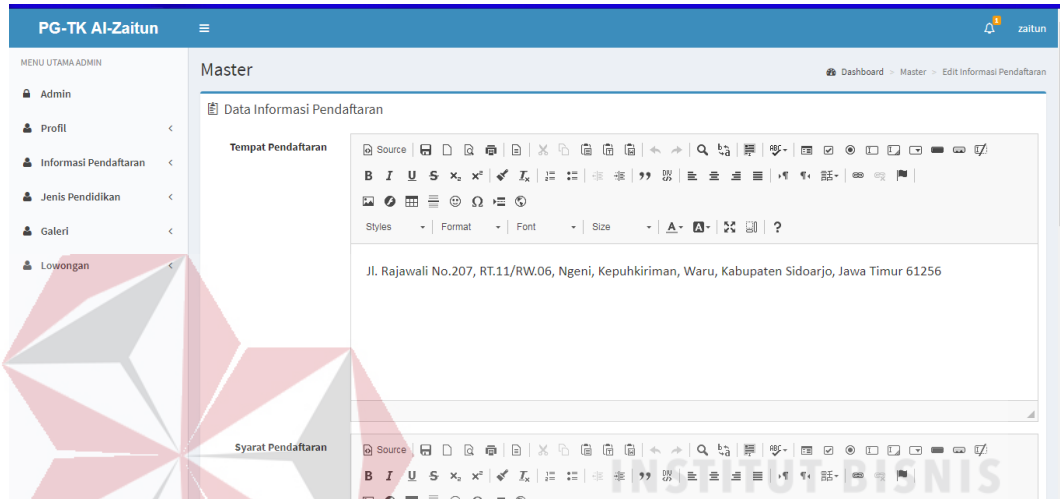 PG-TK Al-Zaitun
1 zaitun
MENU UTAMA ADMIN
Master
Dashboard > Master > Edit Informasi Pendaftaran
Admin
Data Informasi Pendaftaran
Profil <
Tempat Pendaftaran
Source
Informasi Pendaftaran <
Jenis Pendidikan <
Styles Format Font Size A A ?
Galeri <
Lowongan <
Jl. Rajawali No.207, RT.11/RW.06, Ngeni, Kepuhkiriman, Waru, Kabupaten Sidoarjo, Jawa Timur 61256
Syarat Pendaftaran
Source
INSTITUT BISNIS